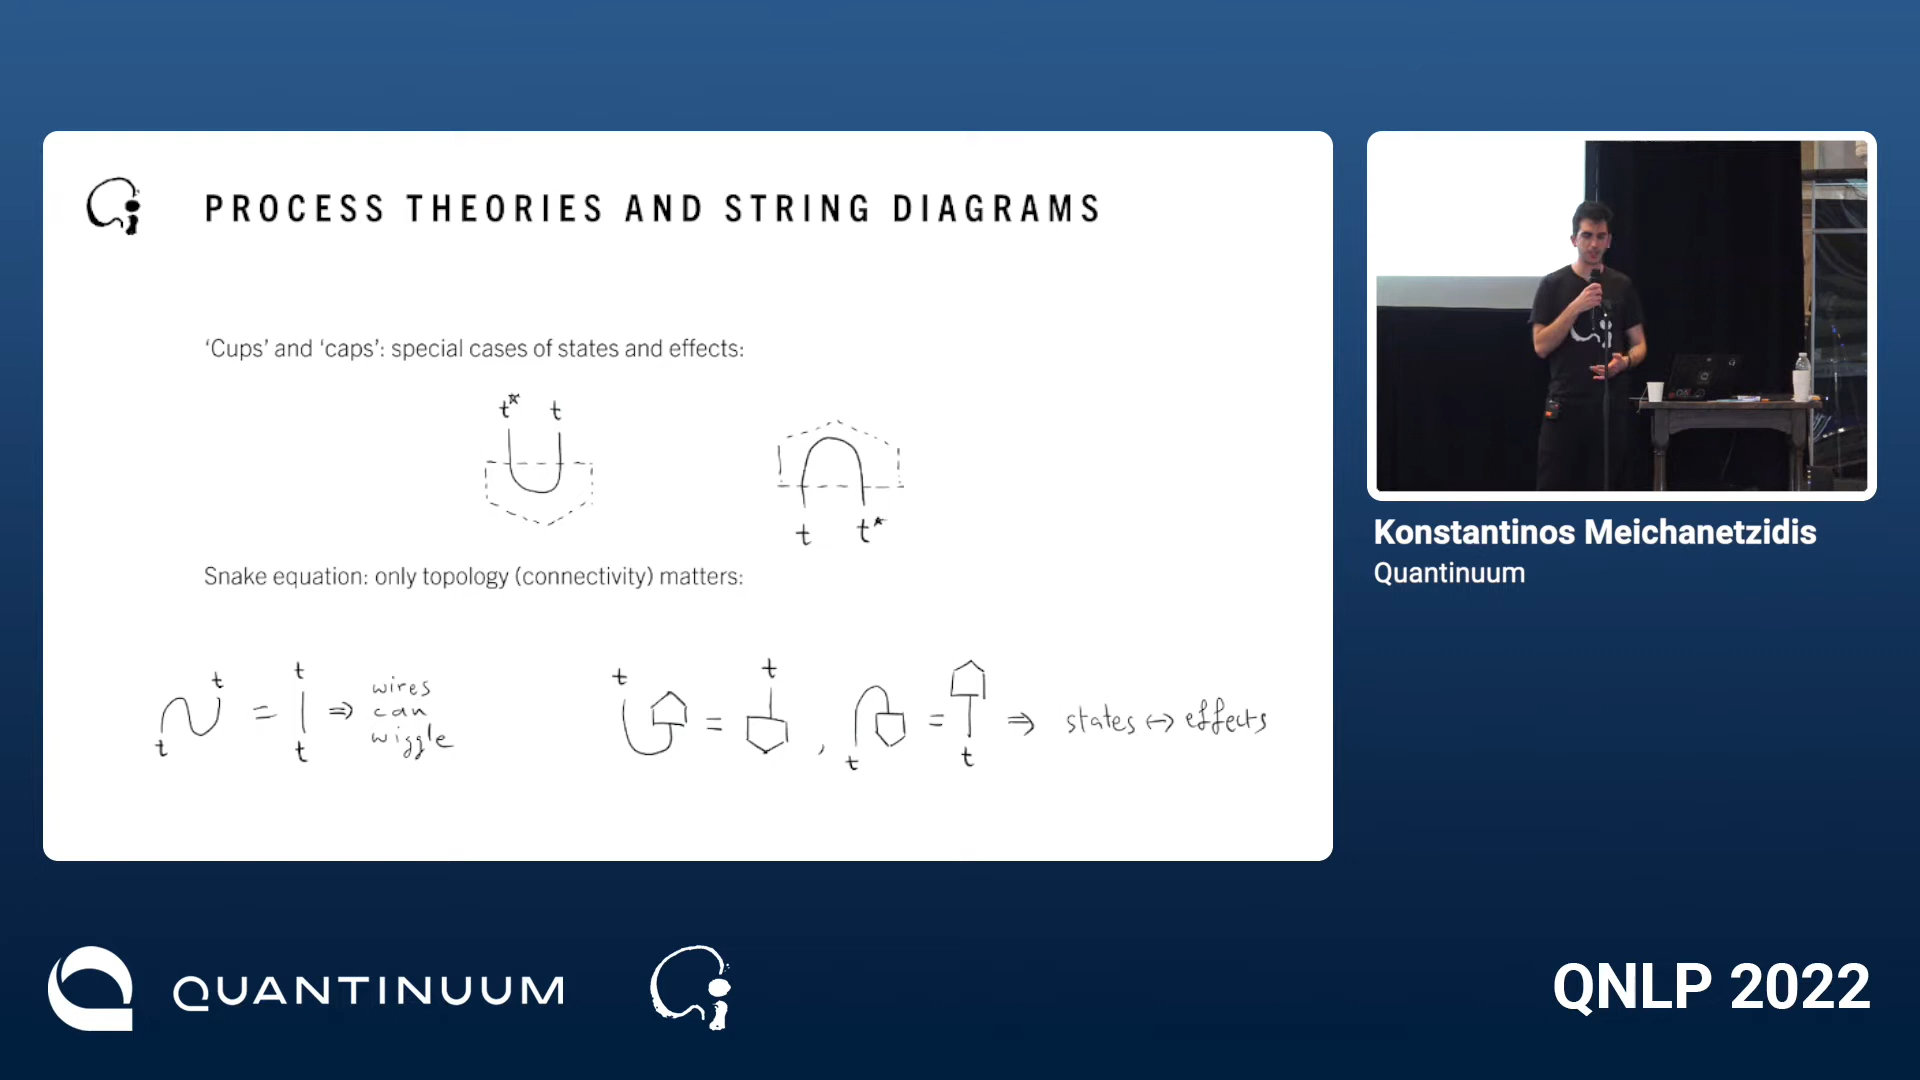 PROCESS THEORIES AND STRING DIAGRAMS
‘Cups’ and ‘caps’: special cases of states and effects:
t* t
t t*
Snake equation: only topology (connectivity) matters:
t t = t t ⇒ wires can wiggle
t = t , t = t ⇒ states ↔ effects
Konstantinos Meichanetzidis
Quantinuum
QUANTINUUM
QNLP 2022